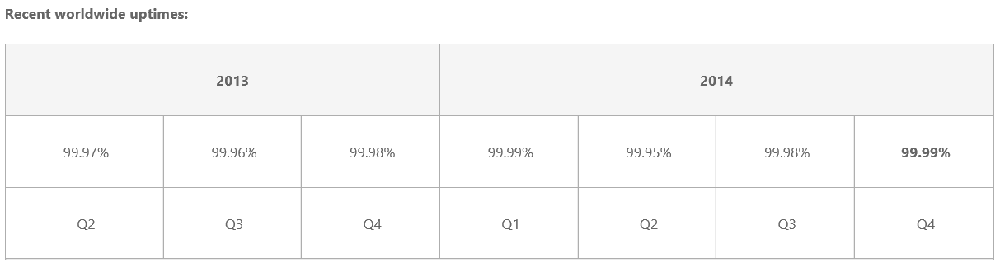 Recent worldwide uptimes:
2013 2014
99.97% 99.96% 99.98% 99.99% 99.95% 99.98% 99.99%
Q2 Q3 Q4 Q1 Q2 Q3 Q4